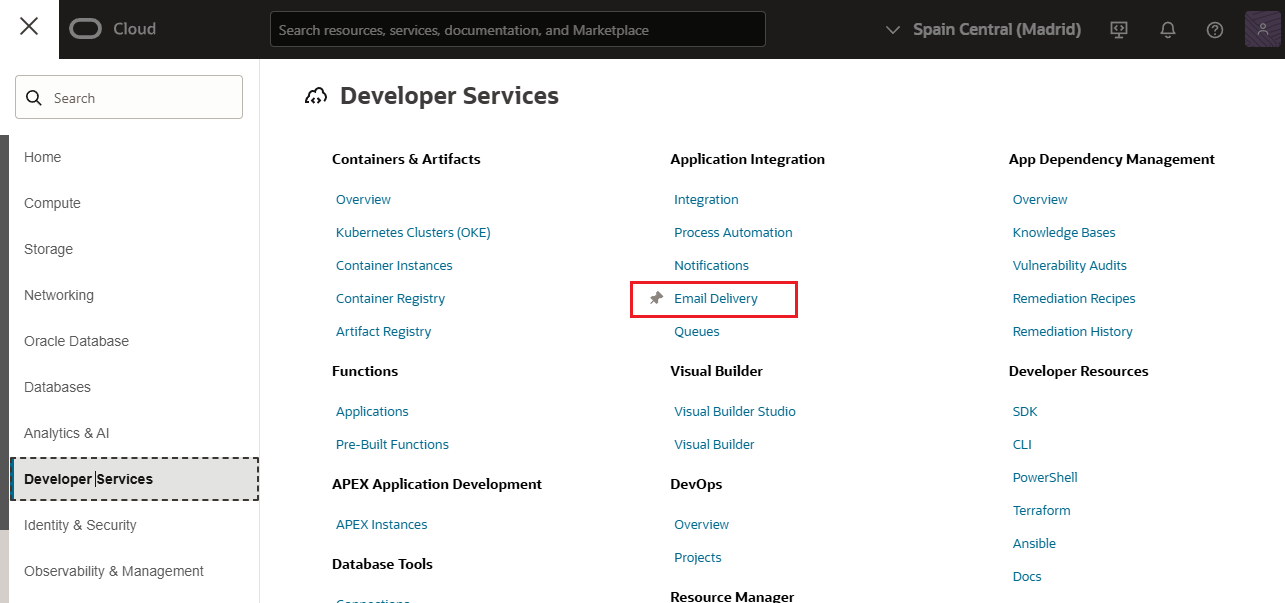 Cloud
Search resources, services, documentation, and Marketplace
Spain Central (Madrid)
Search
Home
Compute
Storage
Networking
Oracle Database
Databases
Analytics & AI
Developer Services
Identity & Security
Observability & Management
Developer Services
Containers & Artifacts
Overview
Kubernetes Clusters (OKE)
Container Instances
Container Registry
Artifact Registry
Functions
Applications
Pre-Built Functions
APEX Application Development
APEX Instances
Database Tools
Connections
Application Integration
Integration
Process Automation
Notifications
Email Delivery
Queues
Visual Builder
Visual Builder Studio
Visual Builder
DevOps
Overview
Projects
Resource Manager
App Dependency Management
Overview
Knowledge Bases
Vulnerability Audits
Remediation Recipes
Remediation History
Developer Resources
SDK
CLI
PowerShell
Terraform
Ansible
Docs